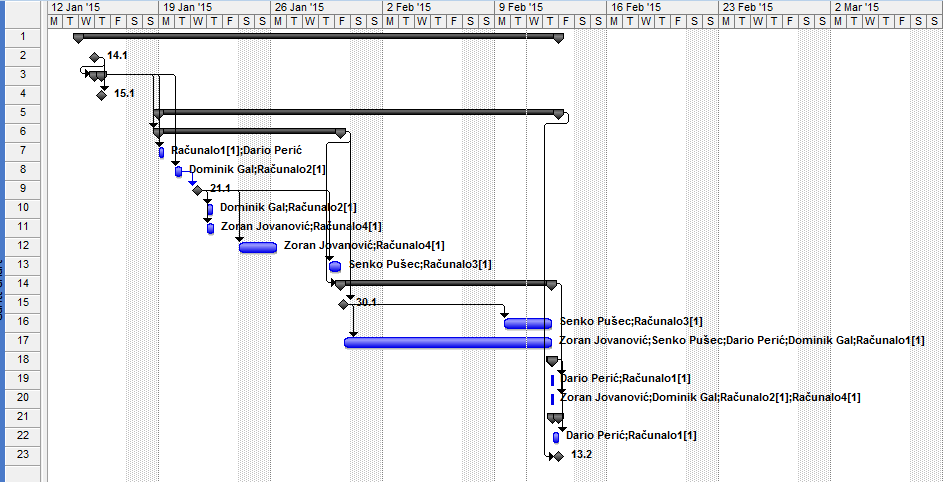 12 Jan '15 19 Jan '15 26 Jan '15 2 Feb '15 9 Feb '15 16 Feb '15 23 Feb '15 2 Mar '15
M T W T F S S M T W T F S S M T W T F S S M T W T F S S M T W T F S S M T W T F S S M T W T F S S M T W T F S S
1
2 14.1
3
4 15.1
5
6
7 Računalo1[1];Dario Perić
8 Dominik Gal;Računalo2[1]
9 21.1
10 Dominik Gal;Računalo2[1]
11 Zoran Jovanović;Računalo4[1]
12 Zoran Jovanović;Računalo4[1]
13 Senko Pušec;Računalo3[1]
14
15 30.1
16 Senko Pušec;Računalo3[1]
17 Zoran Jovanović;Senko Pušec;Dario Perić;Dominik Gal;Računalo1[1]
18
19 Dario Perić;Računalo1[1]
20 Zoran Jovanović;Dominik Gal;Računalo2[1];Računalo4[1]
21
22 Dario Perić;Računalo1[1]
23 13.2